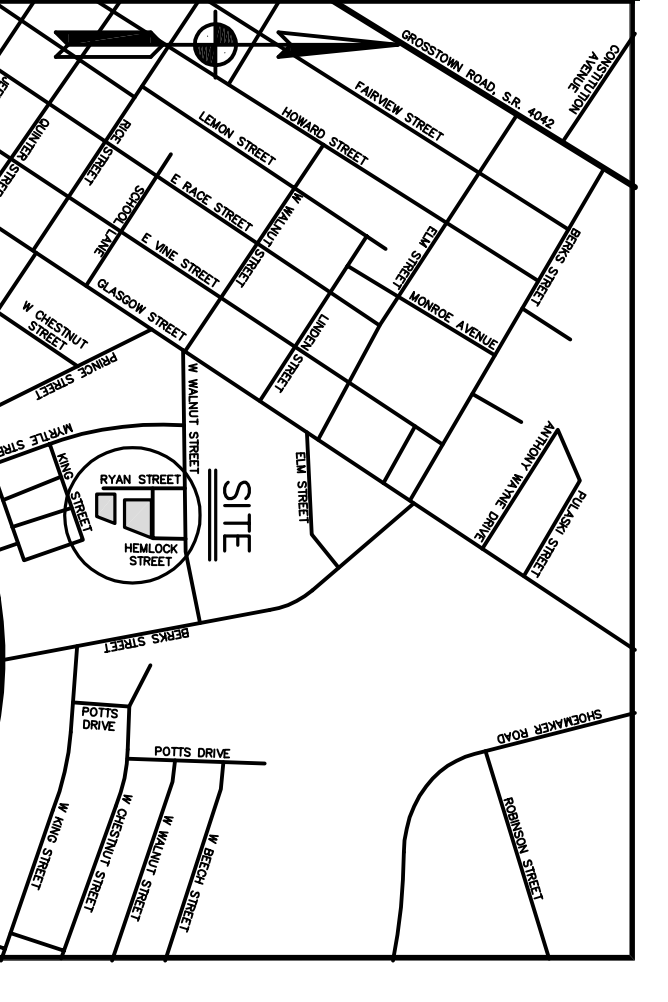 GROSSTOWN ROAD, S.R. 4042
CONSTITUTION
AVENUE
FAIRVIEW STREET
HOWARD STREET
LEMON STREET
RICE STREET
QUINTER STREET
SCHOOL LANE
E RACE STREET
W WALNUT STREET
ELM STREET
BERKS STREET
E VINE STREET
GLASGOW STREET
MONROE AVENUE
LINDEN STREET
W CHESTNUT
STREET
PRINCE STREET
W WALNUT STREET
MYRTLE STRE
KING STREET
RYAN STREET
HEMLOCK
STREET
SITE
ELM STREET
ANTHONY WAYNE DRIVE
PULASKI STREET
BERKS STREET
POTTS
DRIVE
POTTS DRIVE
SHOEMAKER ROAD
ROBINSON STREET
W KING STREET
W CHESTNUT STREET
W WALNUT STREET
W BEECH STREET